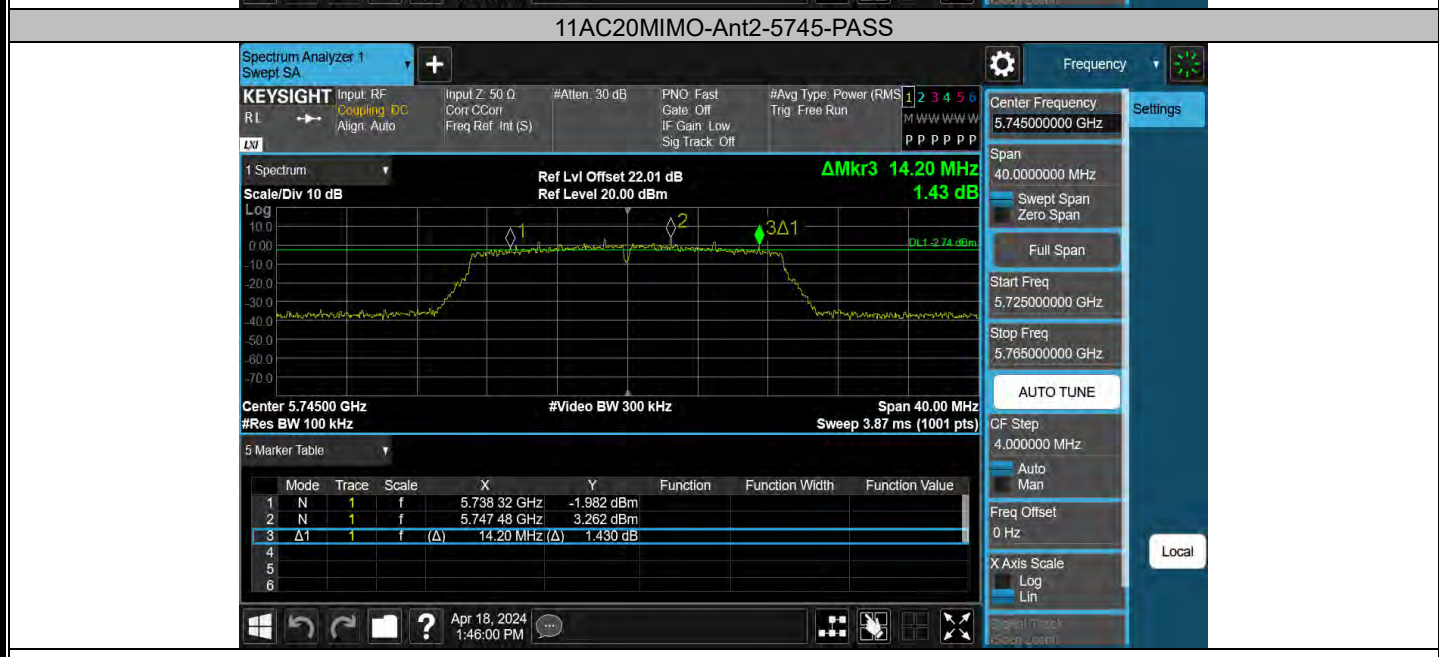 11AC20MIMO-Ant2-5745-PASS
Spectrum Analyzer 1
Swept SA
Frequency
KEYSIGHT
RL
LXI
Input: RF
Coupling: DC
Align: Auto
Input Z: 50 Ω
Corr CCorr
Freq Ref: Int (S)
#Atten: 30 dB
PNO: Fast
Gate: Off
IF Gain: Low
Sig Track: Off
#Avg Type: Power (RMS
Trig: Free Run
1 2 3 4 5 6
M W W W W W
P P P P P P
Center Frequency
5.745000000 GHz
Settings
1 Spectrum
Scale/Div 10 dB
Ref Lvl Offset 22.01 dB
Ref Level 20.00 dBm
ΔMkr3 14.20 MHz
1.43 dB
Span
40.0000000 MHz
Swept Span
Zero Span
Log
10.0
0.00
-10.0
-20.0
-30.0
-40.0
-50.0
-60.0
-70.0
1
2
3Δ1
DL1 -2.74 dBm
Full Span
Start Freq
5.725000000 GHz
Stop Freq
5.765000000 GHz
AUTO TUNE
Center 5.74500 GHz
#Video BW 300 kHz
Span 40.00 MHz
#Res BW 100 kHz
Sweep 3.87 ms (1001 pts)
CF Step
4.000000 MHz
Auto
Man
5 Marker Table
Mode Trace Scale X Y Function Function Width Function Value
1 N 1 f 5.738 32 GHz -1.982 dBm
2 N 1 f 5.747 48 GHz 3.262 dBm
3 Δ1 1 f (Δ) 14.20 MHz (Δ) 1.430 dB
4
5
6
Freq Offset
0 Hz
Local
X Axis Scale
Log
Lin
?
Apr 18, 2024
1:46:00 PM
Signal Track